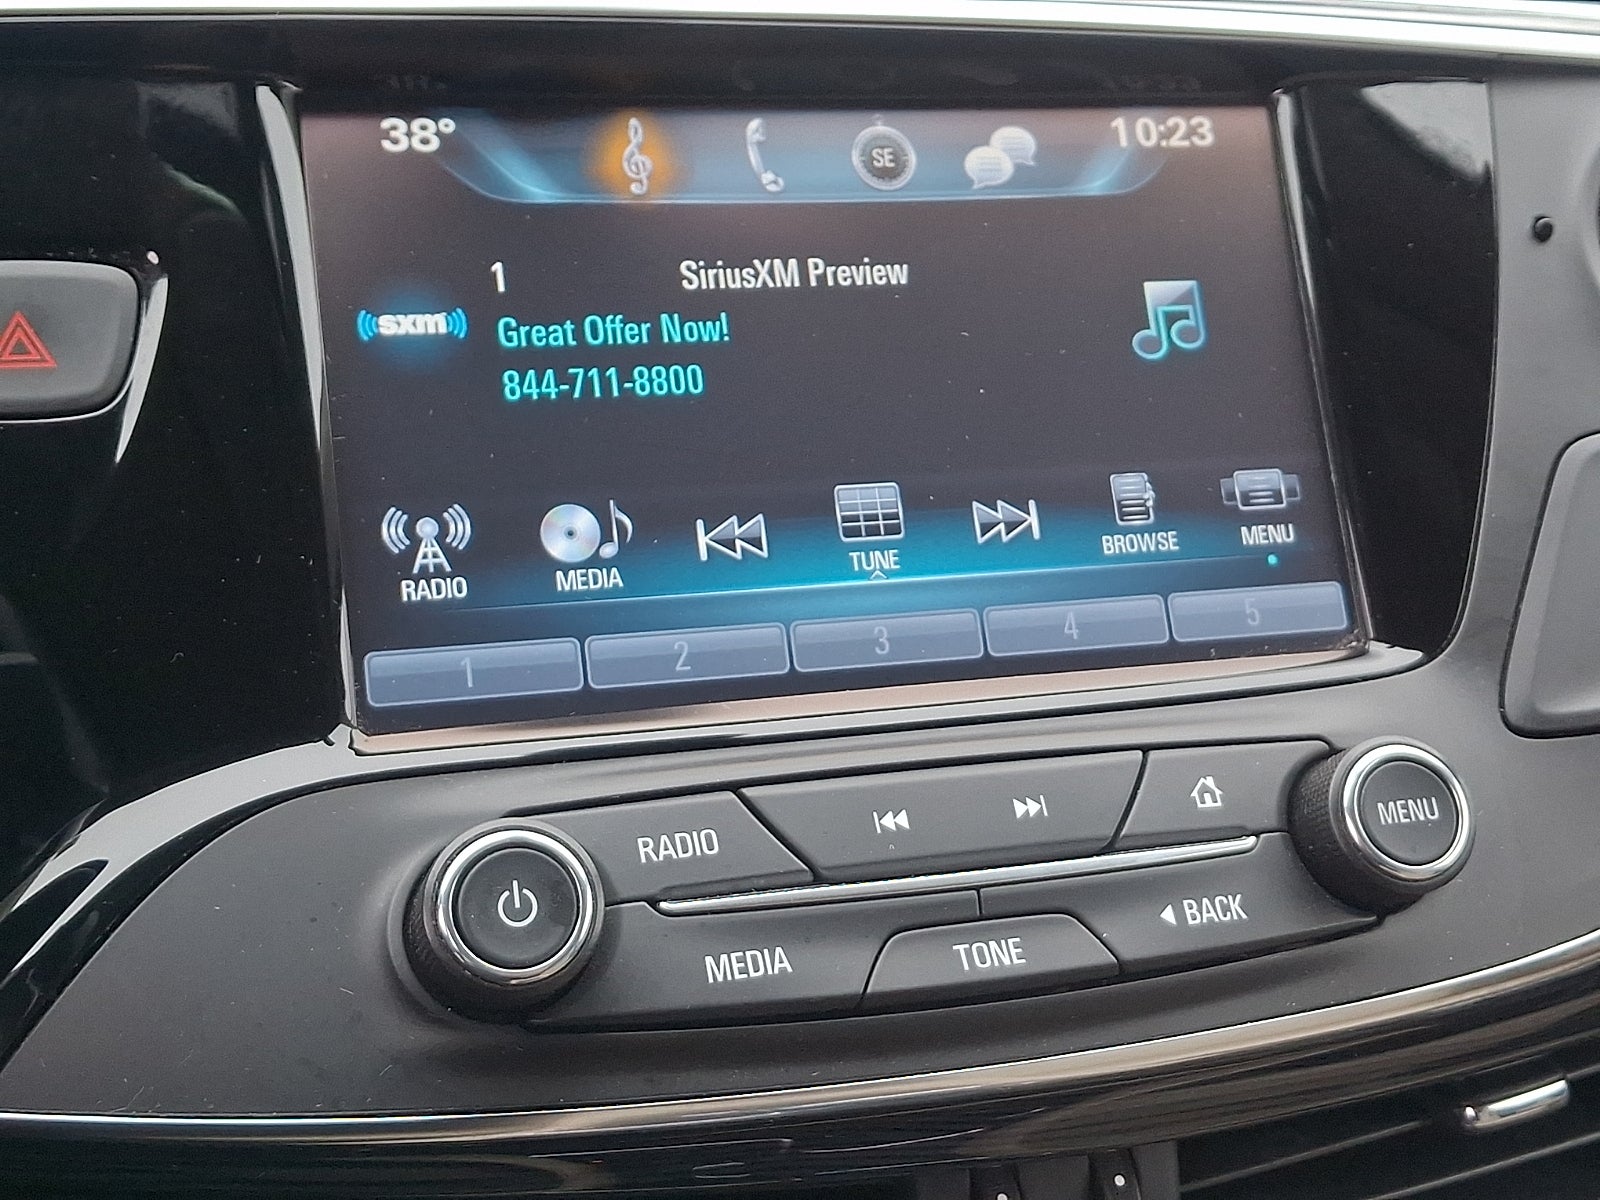 38° SE 10:23
1 SiriusXM Preview
sxm
Great Offer Now!
844-711-8800
RADIO MEDIA TUNE BROWSE MENU
1 2 3 4 5
RADIO MENU
MEDIA TONE BACK